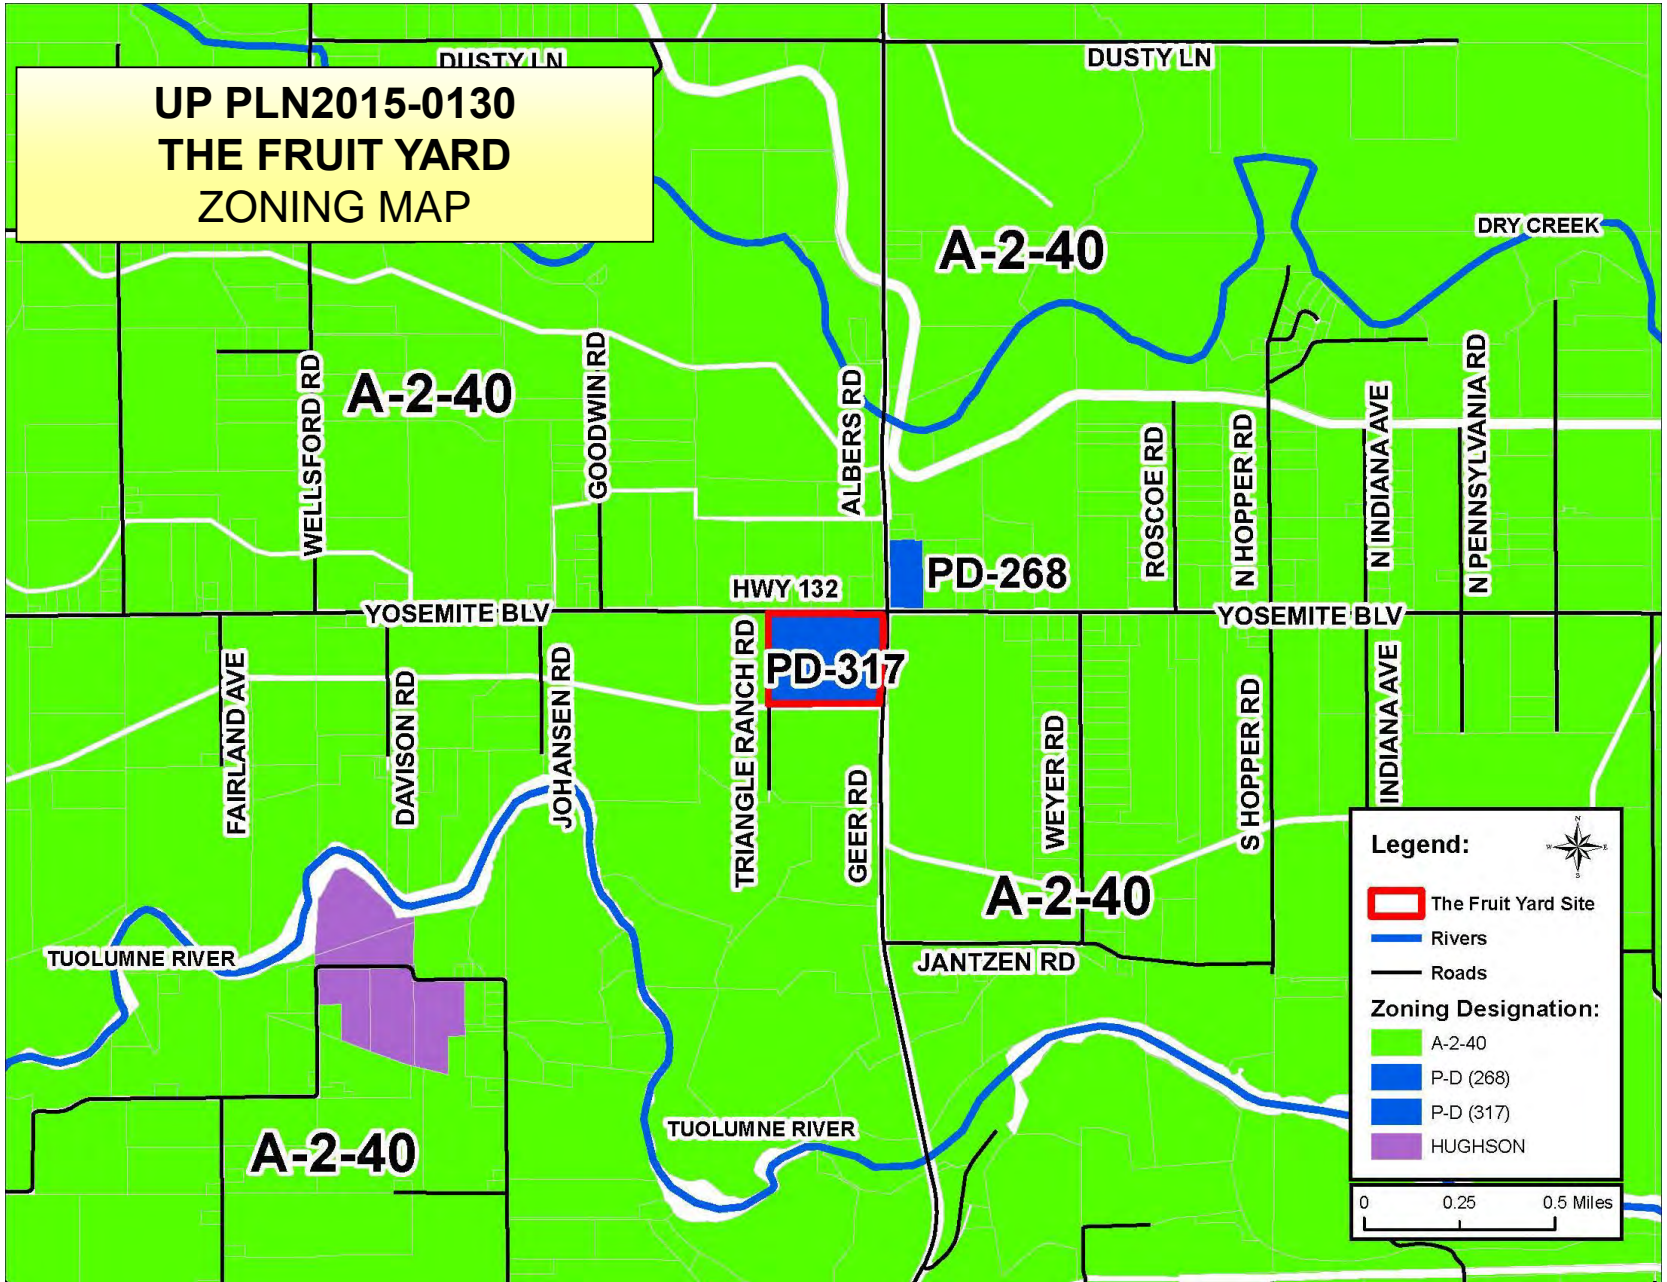 DUSTY LN
DUSTY LN
UP PLN2015-0130
THE FRUIT YARD
ZONING MAP
DRY CREEK
A-2-40
A-2-40
WELLSFORD RD
GOODWIN RD
ALBERS RD
ROSCOE RD
N HOPPER RD
N INDIANA AVE
N PENNSYLVANIA RD
PD-268
HWY 132
YOSEMITE BLV
YOSEMITE BLV
PD-317
FAIRLAND AVE
DAVISON RD
JOHANSEN RD
TRIANGLE RANCH RD
GEER RD
WEYER RD
S HOPPER RD
INDIANA AVE
A-2-40
JANTZEN RD
TUOLUMNE RIVER
TUOLUMNE RIVER
A-2-40
Legend:
N
W
E
S
The Fruit Yard Site
Rivers
Roads
Zoning Designation:
A-2-40
P-D (268)
P-D (317)
HUGHSON
0 0.25 0.5 Miles